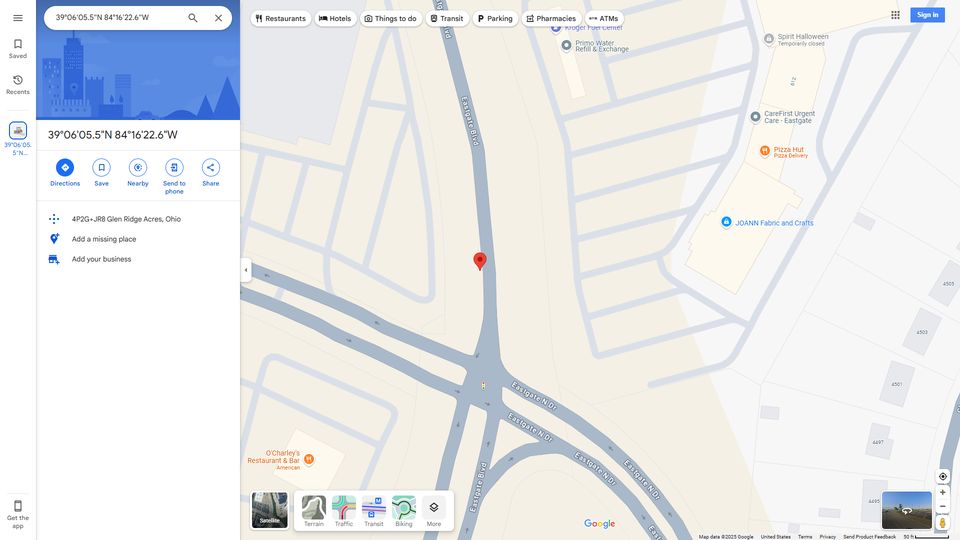 39°06'05.5"N 84°16'22.6"W
Restaurants
Hotels
Things to do
Transit
Parking
Pharmacies
ATMs
Sign in
Saved
Recents
39°06'05.
5"N...
39°06'05.5"N 84°16'22.6"W
Directions
Save
Nearby
Send to
phone
Share
4P2G+JR8 Glen Ridge Acres, Ohio
Add a missing place
Add your business
Get the
app
Kroger Fuel Center
Primo Water
Refill & Exchange
Spirit Halloween
Temporarily closed
612
CareFirst Urgent
Care - Eastgate
Pizza Hut
Pizza Delivery
JOANN Fabric and Crafts
Eastgate Blvd
4505
4503
4501
4497
4495
Eastgate N Dr
Eastgate N Dr
Eastgate N Dr
Eastgate N Dr
Eastgate Blvd
O'Charley's
Restaurant & Bar
American
Satellite
Terrain
Traffic
Transit
Biking
More
Google
Map data ©2025 Google
United States
Terms
Privacy
Send Product Feedback
50 ft